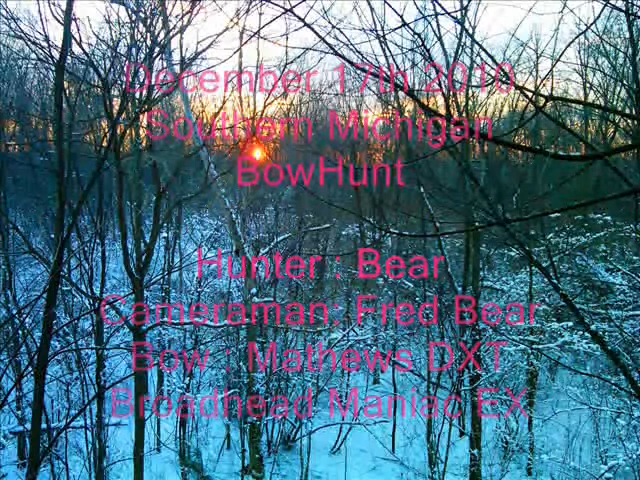 December 17th 2010
Southern Michigan
BowHunt
Hunter : Bear
Cameraman: Fred Bear
Bow : Mathews DXT
Broadhead Maniac EX